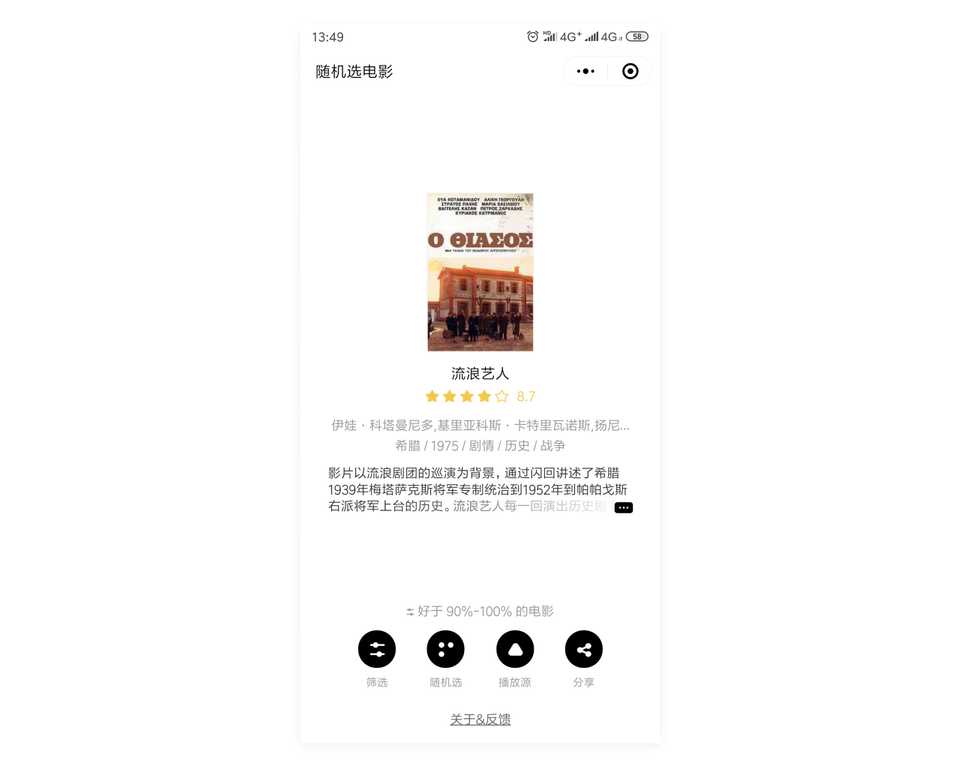 13:49
HD 4G+ 4G 58
随机选电影
ΕΥΑ ΚΟΤΑΜΑΝΙΔΟΥ ΑΛΙΚΗ ΓΕΩΡΓΟΥΛΗ
ΣΤΡΑΤΟΣ ΠΑΧΗΣ ΜΑΡΙΑ ΒΑΣΙΛΕΙΟΥ
ΒΑΓΓΕΛΗΣ ΚΑΖΑΝ ΠΕΤΡΟΣ ΖΑΡΚΑΔΗΣ
ΚΥΡΙΑΚΟΣ ΚΑΤΡΙΒΑΝΟΣ
Ο ΘΙΑΣΟΣ
流浪艺人
8.7
伊娃·科塔曼尼多,基里亚科斯·卡特里瓦诺斯,扬尼...
希腊 / 1975 / 剧情 / 历史 / 战争
影片以流浪剧团的巡演为背景，通过闪回讲述了希腊
1939年梅塔萨克斯将军专制统治到1952年到帕帕戈斯
右派将军上台的历史。流浪艺人每一回演出历史
好于 90%-100% 的电影
筛选 随机选 播放源 分享
关于&反馈